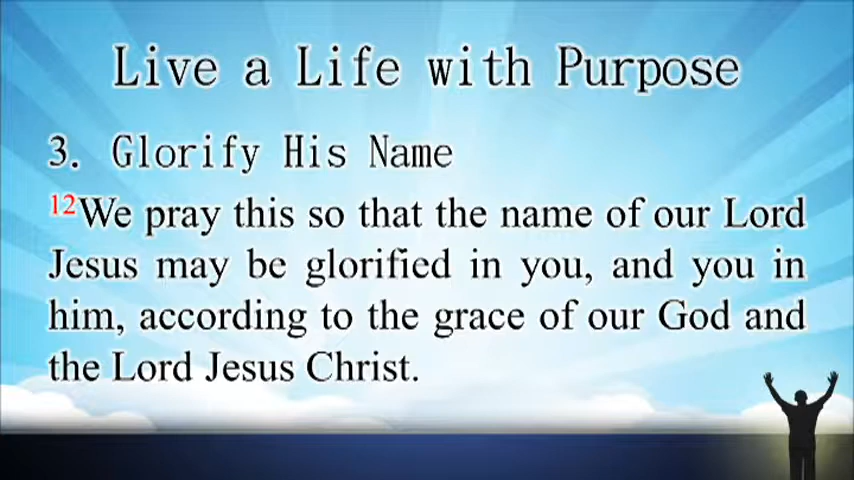 Live a Life with Purpose
3. Glorify His Name
12We pray this so that the name of our Lord
Jesus may be glorified in you, and you in
him, according to the grace of our God and
the Lord Jesus Christ.